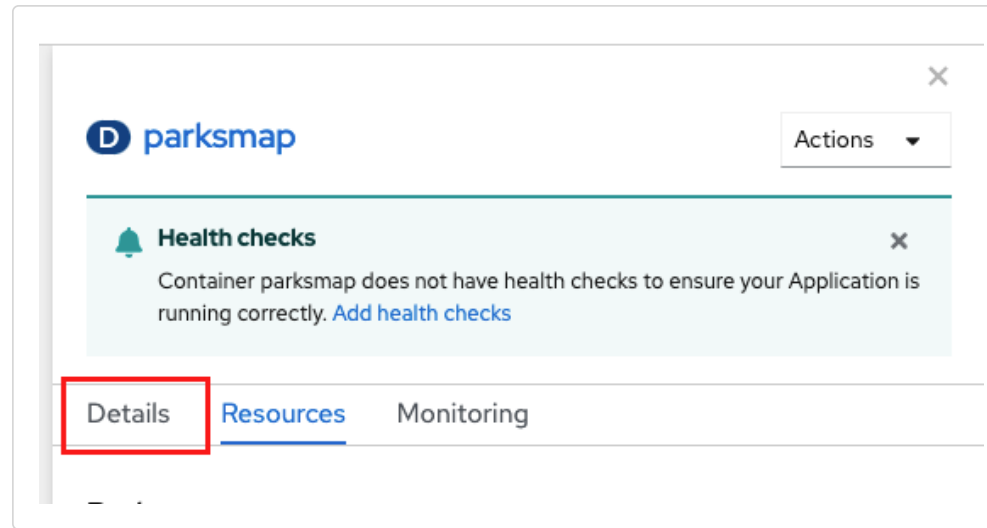 D parksmap
Actions
Health checks
Container parksmap does not have health checks to ensure your Application is
running correctly. Add health checks
Details Resources Monitoring